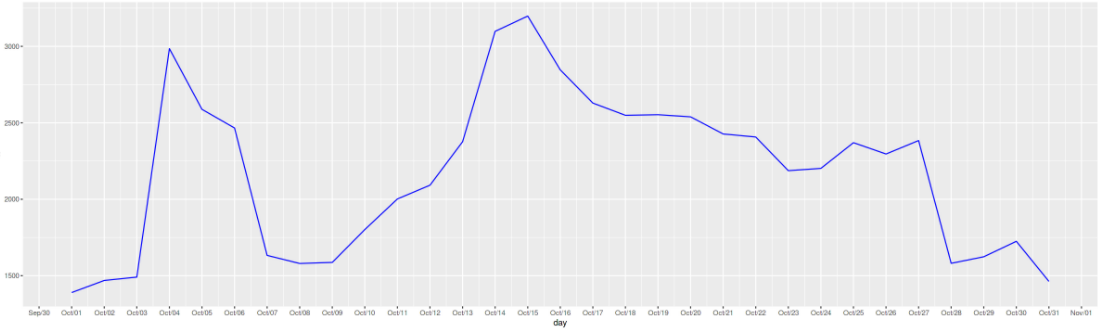 3000
2500
2000
1500
Sep/30 Oct/01 Oct/02 Oct/03 Oct/04 Oct/05 Oct/06 Oct/07 Oct/08 Oct/09 Oct/10 Oct/11 Oct/12 Oct/13 Oct/14 Oct/15 Oct/16 Oct/17 Oct/18 Oct/19 Oct/20 Oct/21 Oct/22 Oct/23 Oct/24 Oct/25 Oct/26 Oct/27 Oct/28 Oct/29 Oct/30 Oct/31 Nov/01
day